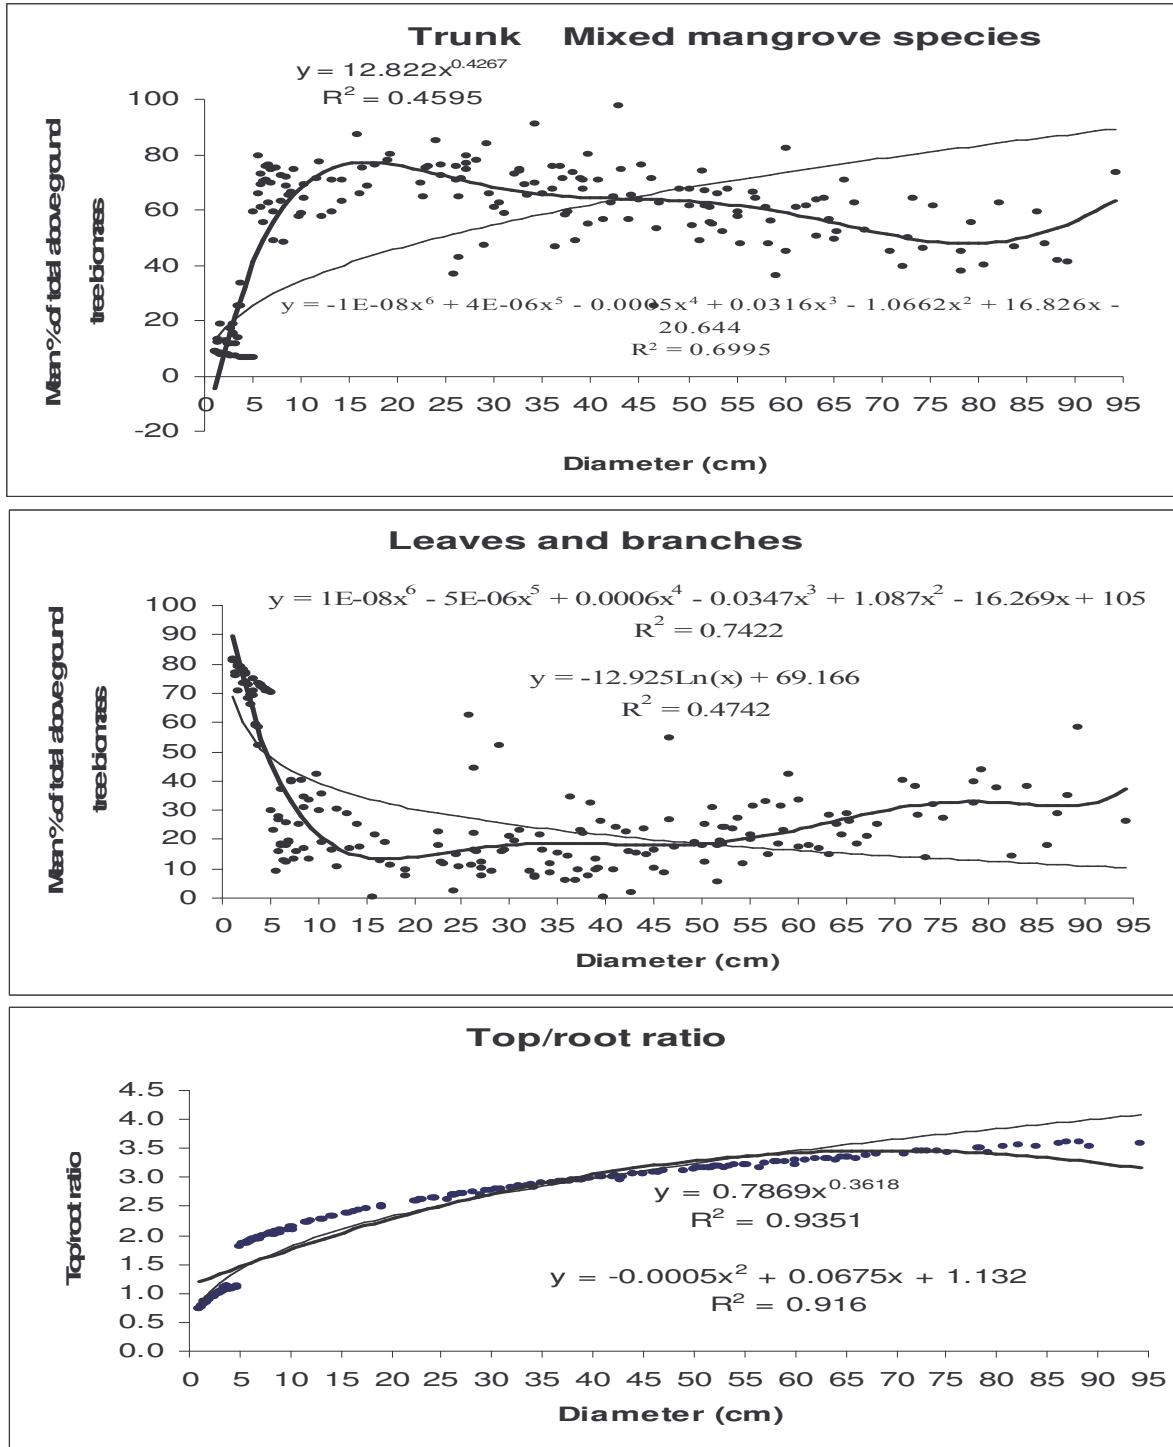 Trunk Mixed mangrove species
y = 12.822x^0.4267
R² = 0.4595
100
80
60
40
20
0
-20
Mean % of total above ground
tree biomass
y = -1E-08x⁶ + 4E-06x⁵ - 0.0005x⁴ + 0.0316x³ - 1.0662x² + 16.826x -
20.644
R² = 0.6995
0 5 10 15 20 25 30 35 40 45 50 55 60 65 70 75 80 85 90 95
Diameter (cm)
Leaves and branches
y = 1E-08x⁶ - 5E-06x⁵ + 0.0006x⁴ - 0.0347x³ + 1.087x² - 16.269x + 105
R² = 0.7422
y = -12.925Ln(x) + 69.166
R² = 0.4742
100
90
80
70
60
50
40
30
20
10
0
Mean % of total above ground
tree biomass
0 5 10 15 20 25 30 35 40 45 50 55 60 65 70 75 80 85 90 95
Diameter (cm)
Top/root ratio
4.5
4.0
3.5
3.0
2.5
2.0
1.5
1.0
0.5
0.0
Top/root ratio
y = 0.7869x^0.3618
R² = 0.9351
y = -0.0005x² + 0.0675x + 1.132
R² = 0.916
0 5 10 15 20 25 30 35 40 45 50 55 60 65 70 75 80 85 90 95
Diameter (cm)